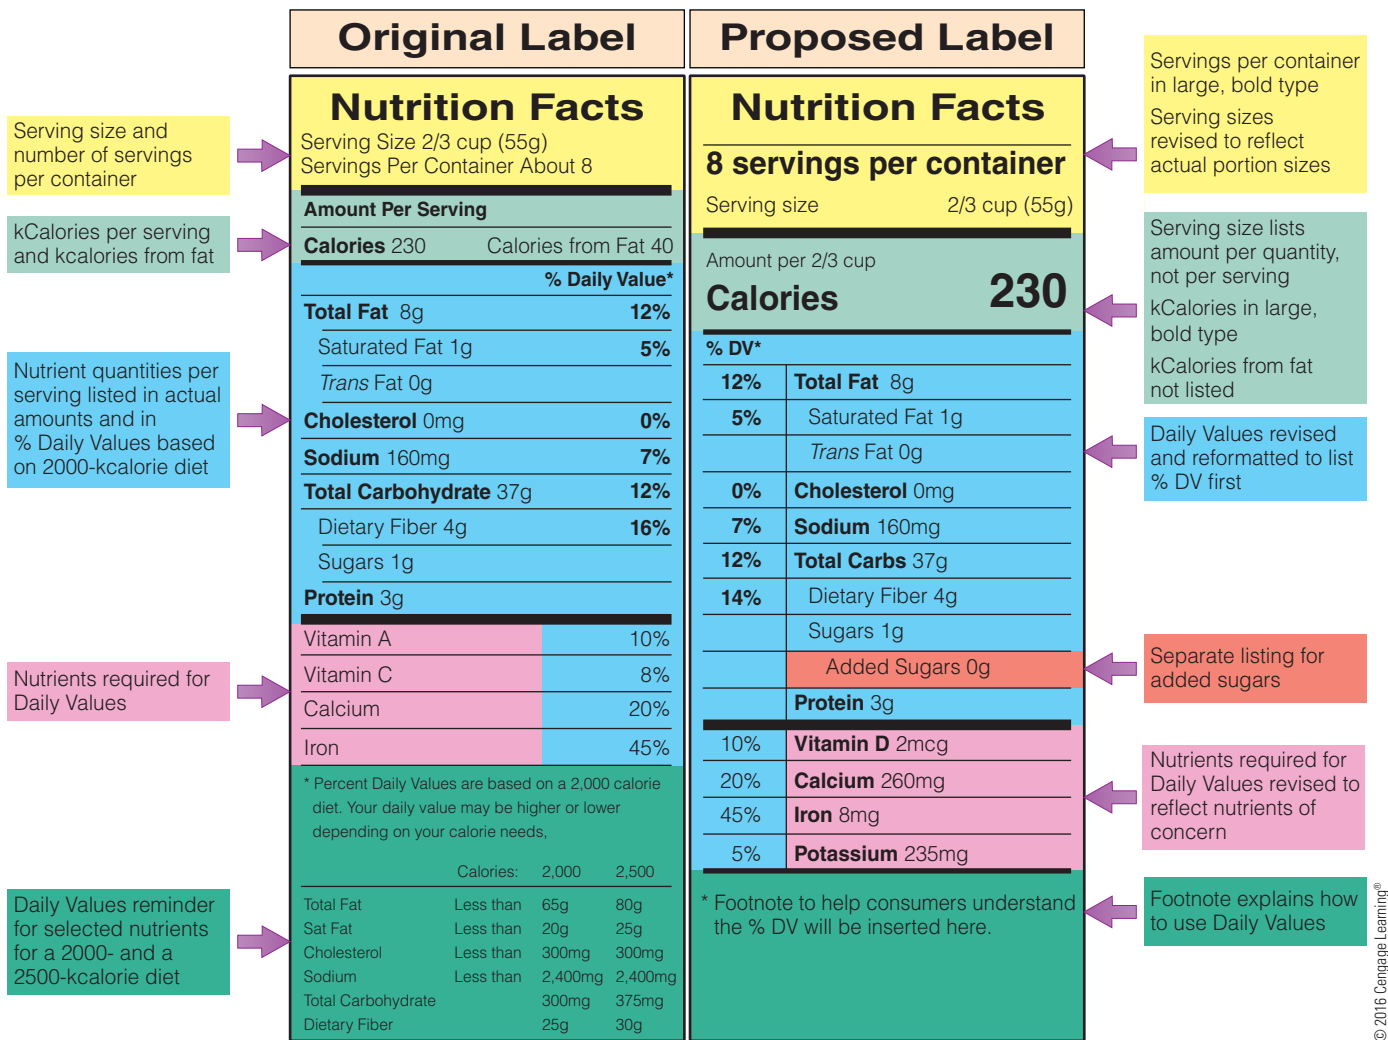 Original Label
Proposed Label
Serving size and
number of servings
per container
kCalories per serving
and kcalories from fat
Nutrient quantities per
serving listed in actual
amounts and in
% Daily Values based
on 2000-kcalorie diet
Nutrients required for
Daily Values
Daily Values reminder
for selected nutrients
for a 2000- and a
2500-kcalorie diet
Nutrition Facts
Serving Size 2/3 cup (55g)
Servings Per Container About 8
Amount Per Serving
Calories 230 Calories from Fat 40
% Daily Value*
Total Fat 8g 12%
Saturated Fat 1g 5%
Trans Fat 0g
Cholesterol 0mg 0%
Sodium 160mg 7%
Total Carbohydrate 37g 12%
Dietary Fiber 4g 16%
Sugars 1g
Protein 3g
Vitamin A 10%
Vitamin C 8%
Calcium 20%
Iron 45%
* Percent Daily Values are based on a 2,000 calorie
diet. Your daily value may be higher or lower
depending on your calorie needs,
Calories: 2,000 2,500
Total Fat Less than 65g 80g
Sat Fat Less than 20g 25g
Cholesterol Less than 300mg 300mg
Sodium Less than 2,400mg 2,400mg
Total Carbohydrate 300mg 375mg
Dietary Fiber 25g 30g
Nutrition Facts
8 servings per container
Serving size 2/3 cup (55g)
Amount per 2/3 cup
Calories 230
% DV*
12% Total Fat 8g
5% Saturated Fat 1g
Trans Fat 0g
0% Cholesterol 0mg
7% Sodium 160mg
12% Total Carbs 37g
14% Dietary Fiber 4g
Sugars 1g
Added Sugars 0g
Protein 3g
10% Vitamin D 2mcg
20% Calcium 260mg
45% Iron 8mg
5% Potassium 235mg
* Footnote to help consumers understand
the % DV will be inserted here.
Servings per container
in large, bold type
Serving sizes
revised to reflect
actual portion sizes
Serving size lists
amount per quantity,
not per serving
kCalories in large,
bold type
kCalories from fat
not listed
Daily Values revised
and reformatted to list
% DV first
Separate listing for
added sugars
Nutrients required for
Daily Values revised to
reflect nutrients of
concern
Footnote explains how
to use Daily Values
© 2016 Cengage Learning®